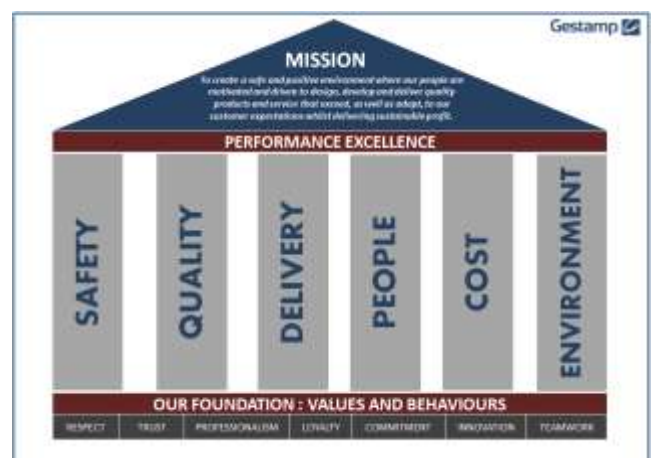 Gestamp
MISSION
To create a safe and positive environment where our people are
motivated and driven to design, develop and deliver quality
products and service that exceed, as well as adapt, to our
customer expectations whilst delivering sustainable profit.
PERFORMANCE EXCELLENCE
SAFETY
QUALITY
DELIVERY
PEOPLE
COST
ENVIRONMENT
OUR FOUNDATION : VALUES AND BEHAVIOURS
RESPECT TRUST PROFESSIONALISM LOYALTY COMMITMENT INNOVATION TEAMWORK